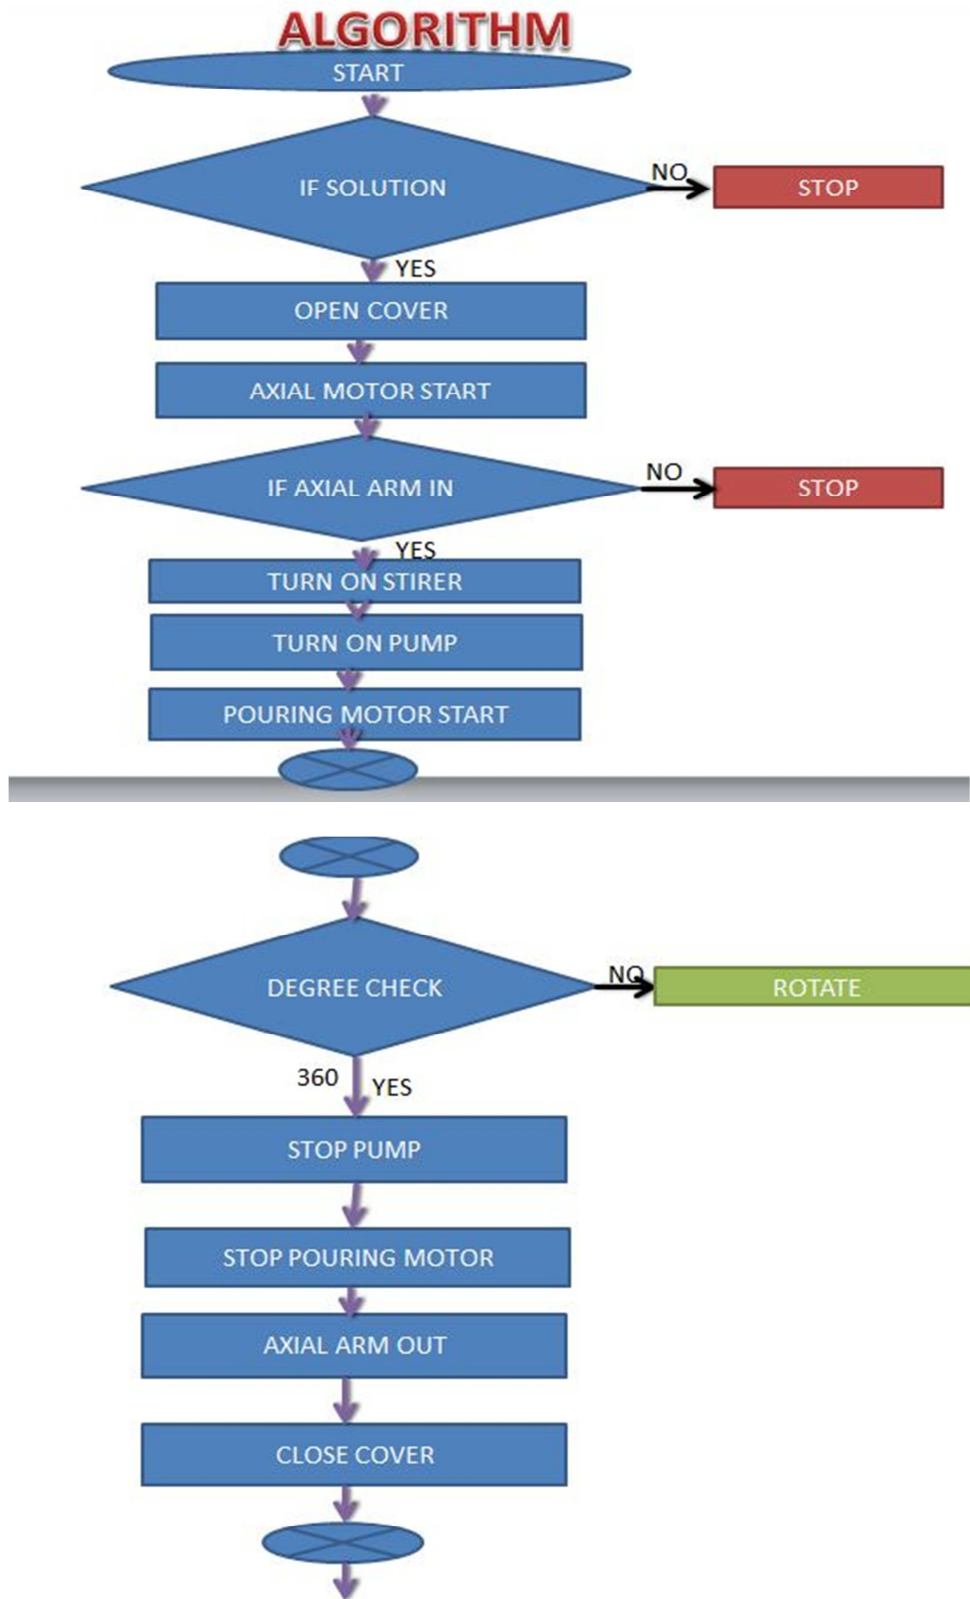 ALGORITHM
START
IF SOLUTION
NO
STOP
YES
OPEN COVER
AXIAL MOTOR START
IF AXIAL ARM IN
NO
STOP
YES
TURN ON STIRER
TURN ON PUMP
POURING MOTOR START
DEGREE CHECK
NO
ROTATE
360
YES
STOP PUMP
STOP POURING MOTOR
AXIAL ARM OUT
CLOSE COVER